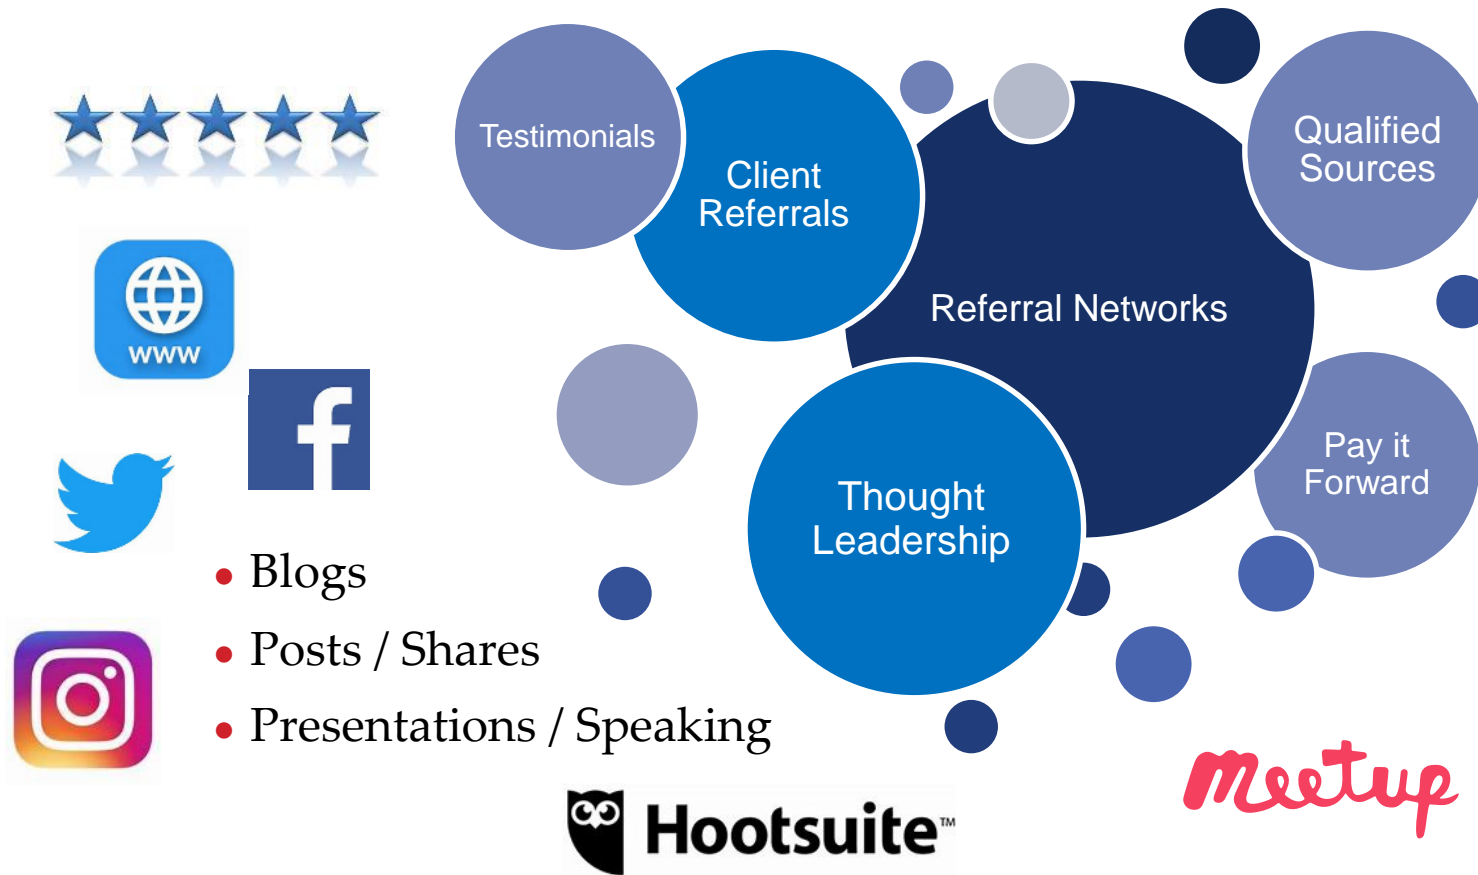 Testimonials
Client
Referrals
Qualified
Sources
Referral Networks
www
f
Pay it
Forward
Thought
Leadership
• Blogs
• Posts / Shares
• Presentations / Speaking
meetup
Hootsuite™